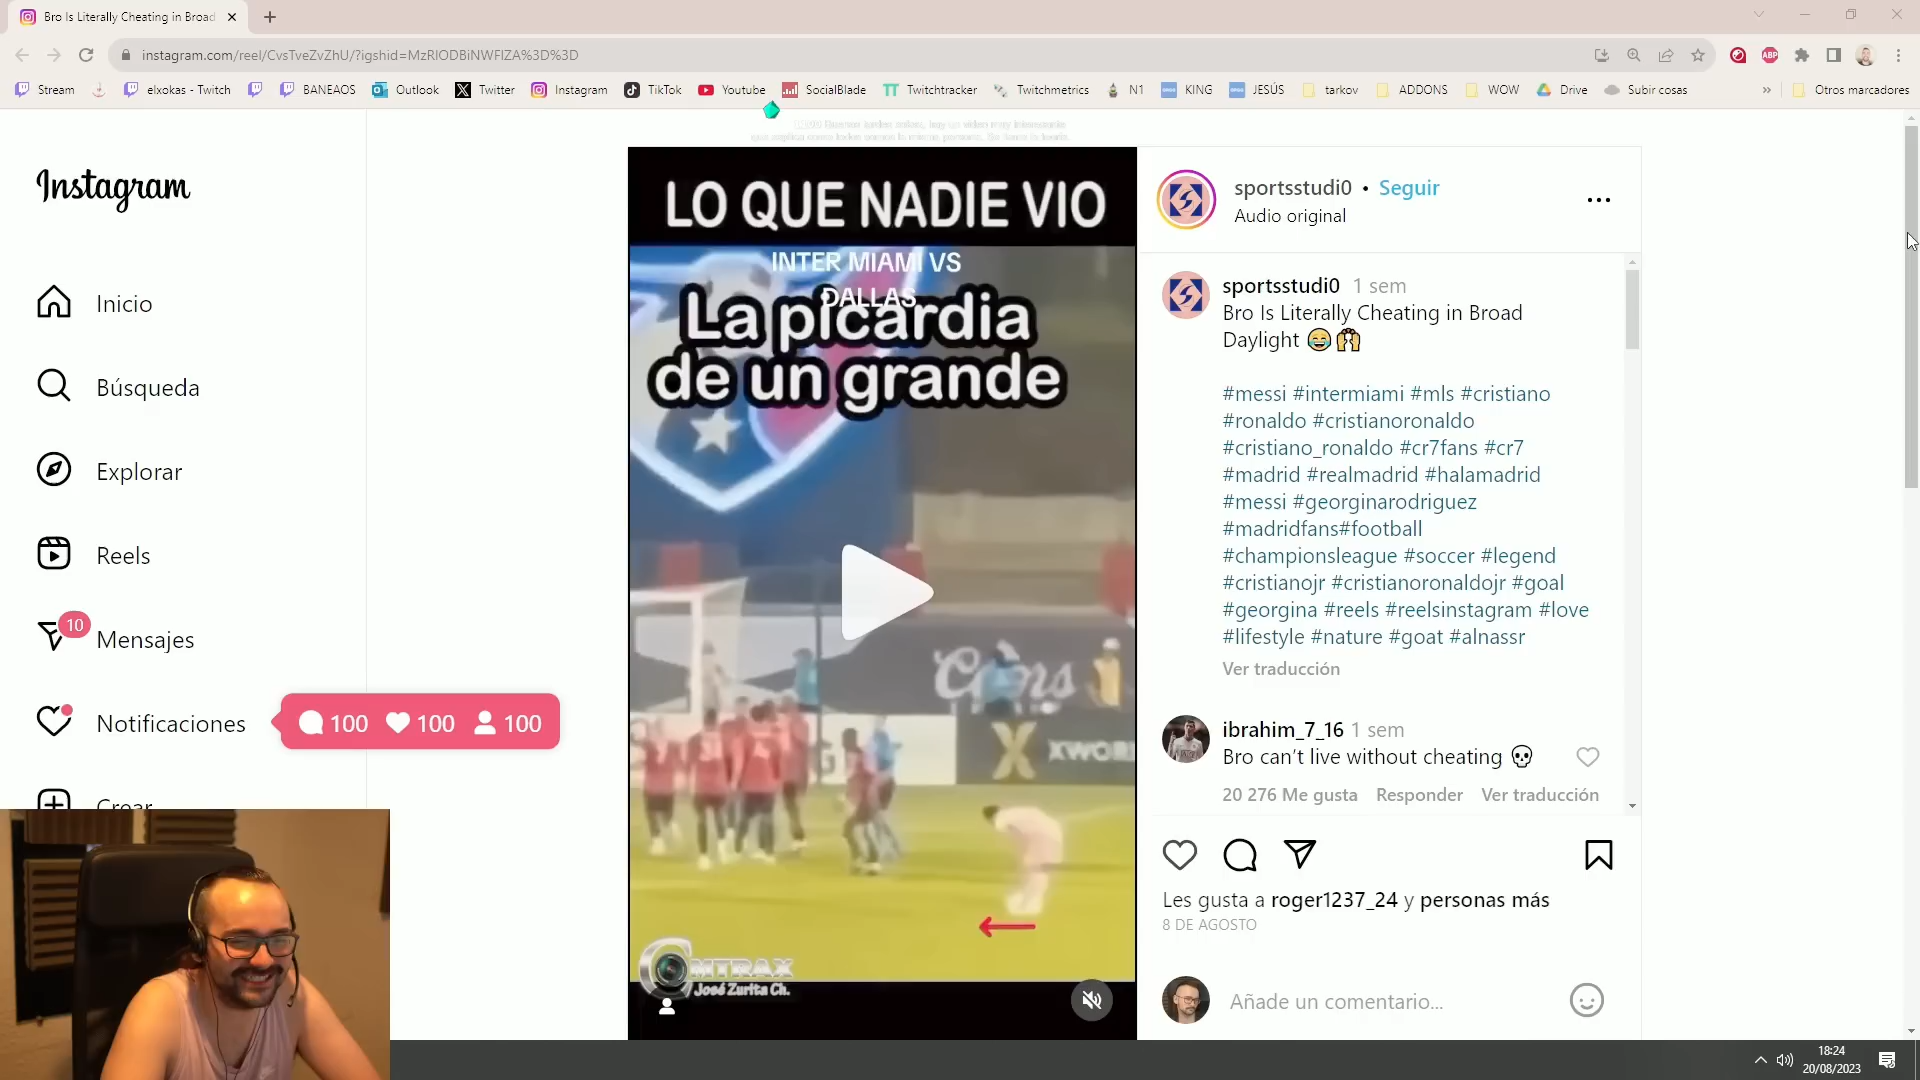 Bro Is Literally Cheating in Broad
instagram.com/reel/CvsTveZvZhU/?igshid=MzRlODBiNWFlZA%3D%3D
Stream
elxokas - Twitch
BANEAOS
Outlook
Twitter
Instagram
TikTok
Youtube
SocialBlade
Twitchtracker
Twitchmetrics
N1
KING
JESÚS
tarkov
ADDONS
WOW
Drive
Subir cosas
»
Otros marcadores
ABP
Instagram
Inicio
Búsqueda
Explorar
Reels
10
Mensajes
Notificaciones
100 100 100
Crear
LO QUE NADIE VIO
INTER MIAMI VS
DALLAS
La picardia
de un grande
XWOR
MTRAX
José Zurita Ch.
sportsstudi0 • Seguir
Audio original
sportsstudi0 1 sem
Bro Is Literally Cheating in Broad
Daylight 😂🙌
#messi #intermiami #mls #cristiano
#ronaldo #cristianoronaldo
#cristiano_ronaldo #cr7fans #cr7
#madrid #realmadrid #halamadrid
#messi #georginarodriguez
#madridfans#football
#championsleague #soccer #legend
#cristianojr #cristianoronaldojr #goal
#georgina #reels #reelsinstagram #love
#lifestyle #nature #goat #alnassr
Ver traducción
ibrahim_7_16 1 sem
Bro can't live without cheating 💀
20 276 Me gusta Responder Ver traducción
Les gusta a roger1237_24 y personas más
8 DE AGOSTO
Añade un comentario...
18:24
20/08/2023